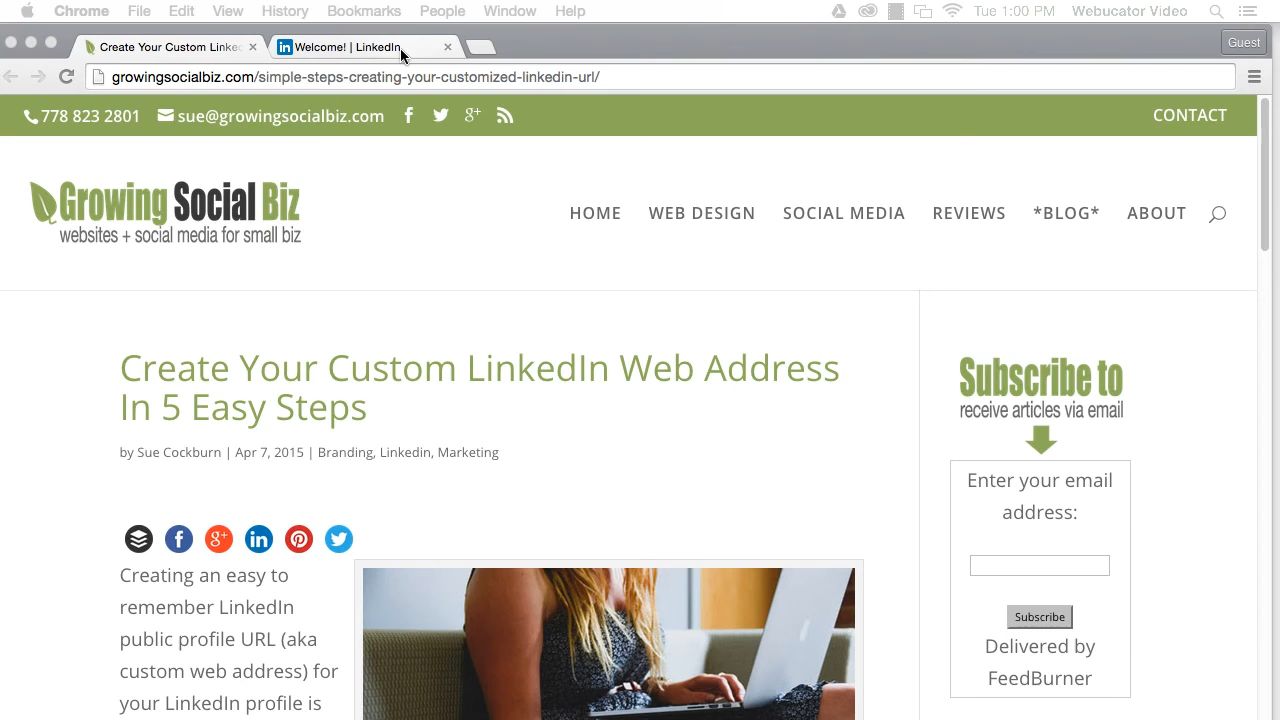 Chrome File Edit View History Bookmarks People Window Help Tue 1:00 PM Webucator Video
Create Your Custom Linke
in Welcome! | LinkedIn
Guest
growingsocialbiz.com/simple-steps-creating-your-customized-linkedin-url/
778 823 2801 sue@growingsocialbiz.com CONTACT
Growing Social Biz
websites + social media for small biz
HOME WEB DESIGN SOCIAL MEDIA REVIEWS *BLOG* ABOUT
Create Your Custom LinkedIn Web Address
In 5 Easy Steps
by Sue Cockburn | Apr 7, 2015 | Branding, Linkedin, Marketing
Creating an easy to
remember LinkedIn
public profile URL (aka
custom web address) for
your LinkedIn profile is
Subscribe to
receive articles via email
Enter your email
address:
Subscribe
Delivered by
FeedBurner